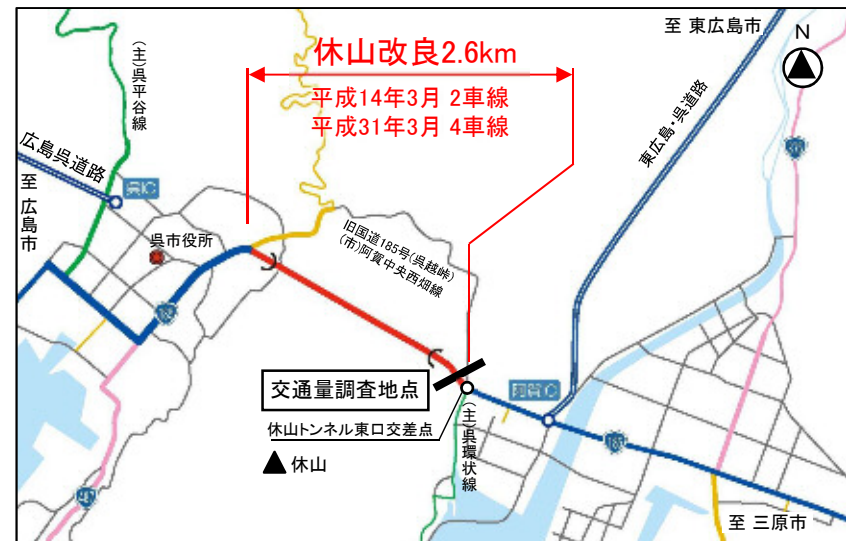 休山改良2.6km
平成14年3月 2車線
平成31年3月 4車線
至 東広島市
N
(主)呉平谷線
広島呉道路
呉IC
至 広島市
呉市役所
旧国道185号(呉越峠)
(市)阿賀中央西畑線
東広島・呉道路
185
交通量調査地点
休山トンネル東口交差点
休山
(主)呉環状線
阿賀IC
185
487
至 三原市